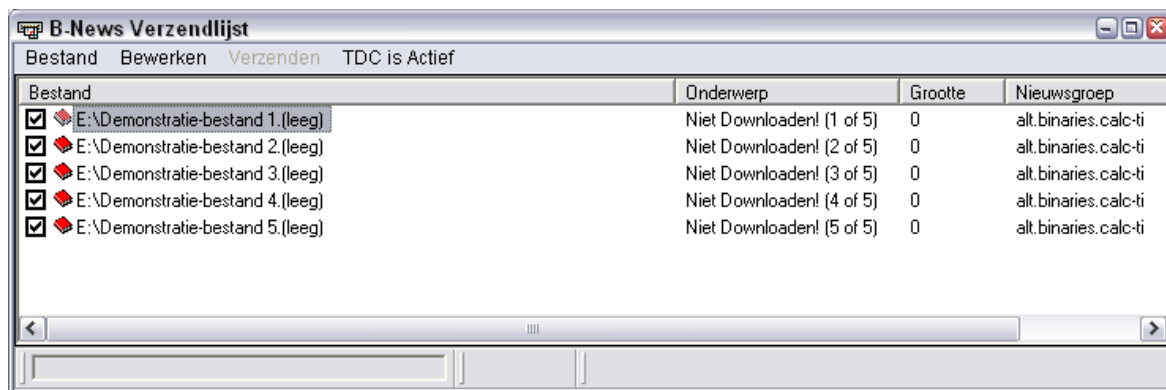 B-News Verzendlijst
Bestand Bewerken Verzenden TDC is Actief
Bestand Onderwerp Grootte Nieuwsgroep
E:\Demonstratie-bestand 1.(leeg) Niet Downloaden! (1 of 5) 0 alt.binaries.calc-ti
E:\Demonstratie-bestand 2.(leeg) Niet Downloaden! (2 of 5) 0 alt.binaries.calc-ti
E:\Demonstratie-bestand 3.(leeg) Niet Downloaden! (3 of 5) 0 alt.binaries.calc-ti
E:\Demonstratie-bestand 4.(leeg) Niet Downloaden! (4 of 5) 0 alt.binaries.calc-ti
E:\Demonstratie-bestand 5.(leeg) Niet Downloaden! (5 of 5) 0 alt.binaries.calc-ti